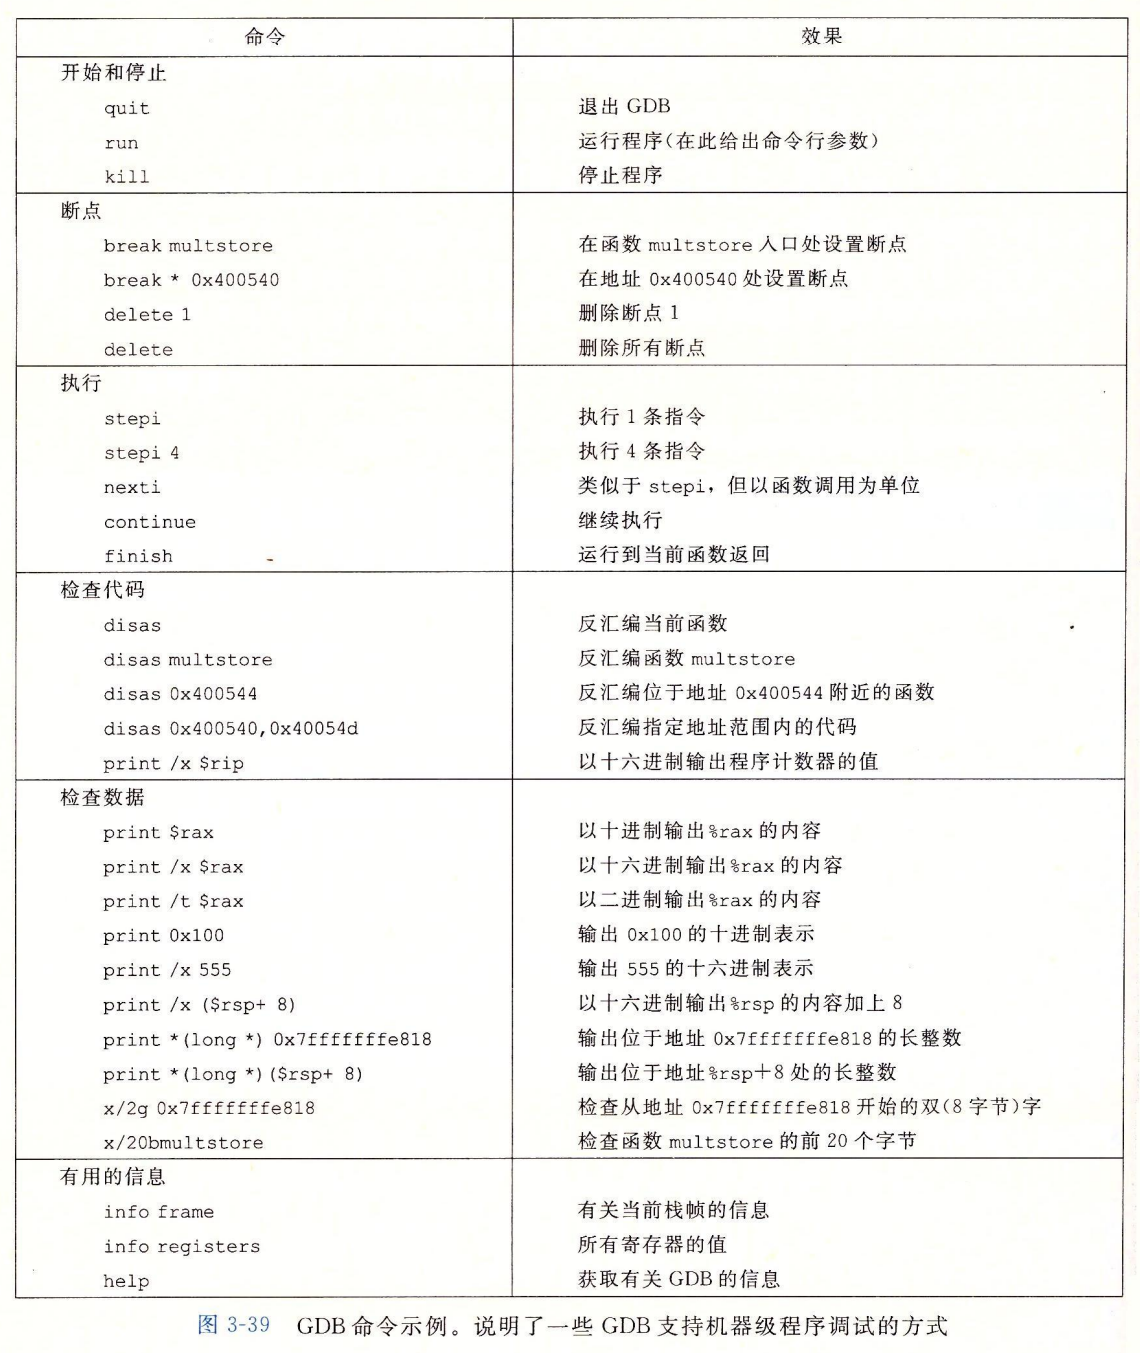 命令 效果
开始和停止
quit 退出 GDB
run 运行程序(在此给出命令行参数)
kill 停止程序
断点
break multstore 在函数 multstore 入口处设置断点
break * 0x400540 在地址 0x400540 处设置断点
delete 1 删除断点 1
delete 删除所有断点
执行
stepi 执行 1 条指令
stepi 4 执行 4 条指令
nexti 类似于 stepi，但以函数调用为单位
continue 继续执行
finish 运行到当前函数返回
检查代码
disas 反汇编当前函数
disas multstore 反汇编函数 multstore
disas 0x400544 反汇编位于地址 0x400544 附近的函数
disas 0x400540,0x40054d 反汇编指定地址范围内的代码
print /x $rip 以十六进制输出程序计数器的值
检查数据
print $rax 以十进制输出%rax 的内容
print /x $rax 以十六进制输出%rax 的内容
print /t $rax 以二进制输出%rax 的内容
print 0x100 输出 0x100 的十进制表示
print /x 555 输出 555 的十六进制表示
print /x ($rsp+ 8) 以十六进制输出%rsp 的内容加上 8
print *(long *) 0x7fffffffe818 输出位于地址 0x7fffffffe818 的长整数
print *(long *)($rsp+ 8) 输出位于地址%rsp+8 处的长整数
x/2g 0x7fffffffe818 检查从地址 0x7fffffffe818 开始的双(8 字节)字
x/20bmultstore 检查函数 multstore 的前 20 个字节
有用的信息
info frame 有关当前栈帧的信息
info registers 所有寄存器的值
help 获取有关 GDB 的信息
图 3-39 GDB 命令示例。说明了一些 GDB 支持机器级程序调试的方式